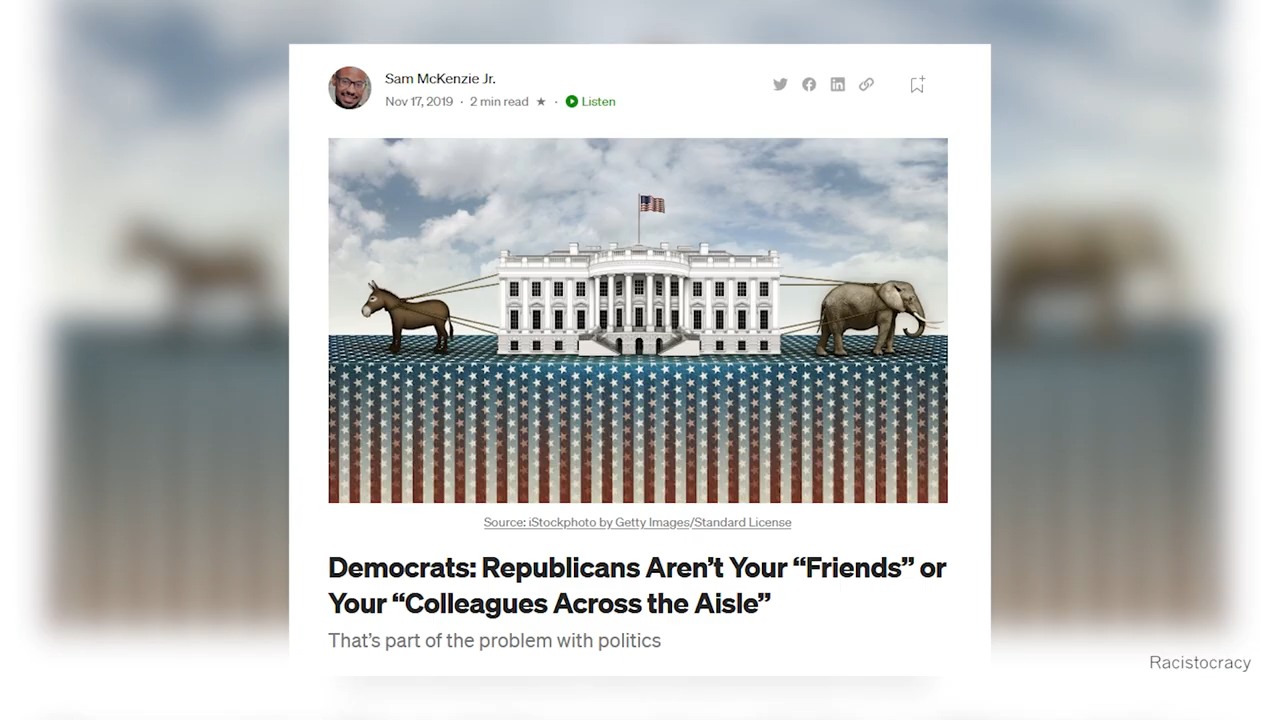 Sam McKenzie Jr.
Nov 17, 2019 · 2 min read ★ · Listen
Source: iStockphoto by Getty Images/Standard License
Democrats: Republicans Aren’t Your “Friends” or
Your “Colleagues Across the Aisle”
That’s part of the problem with politics
Racistocracy